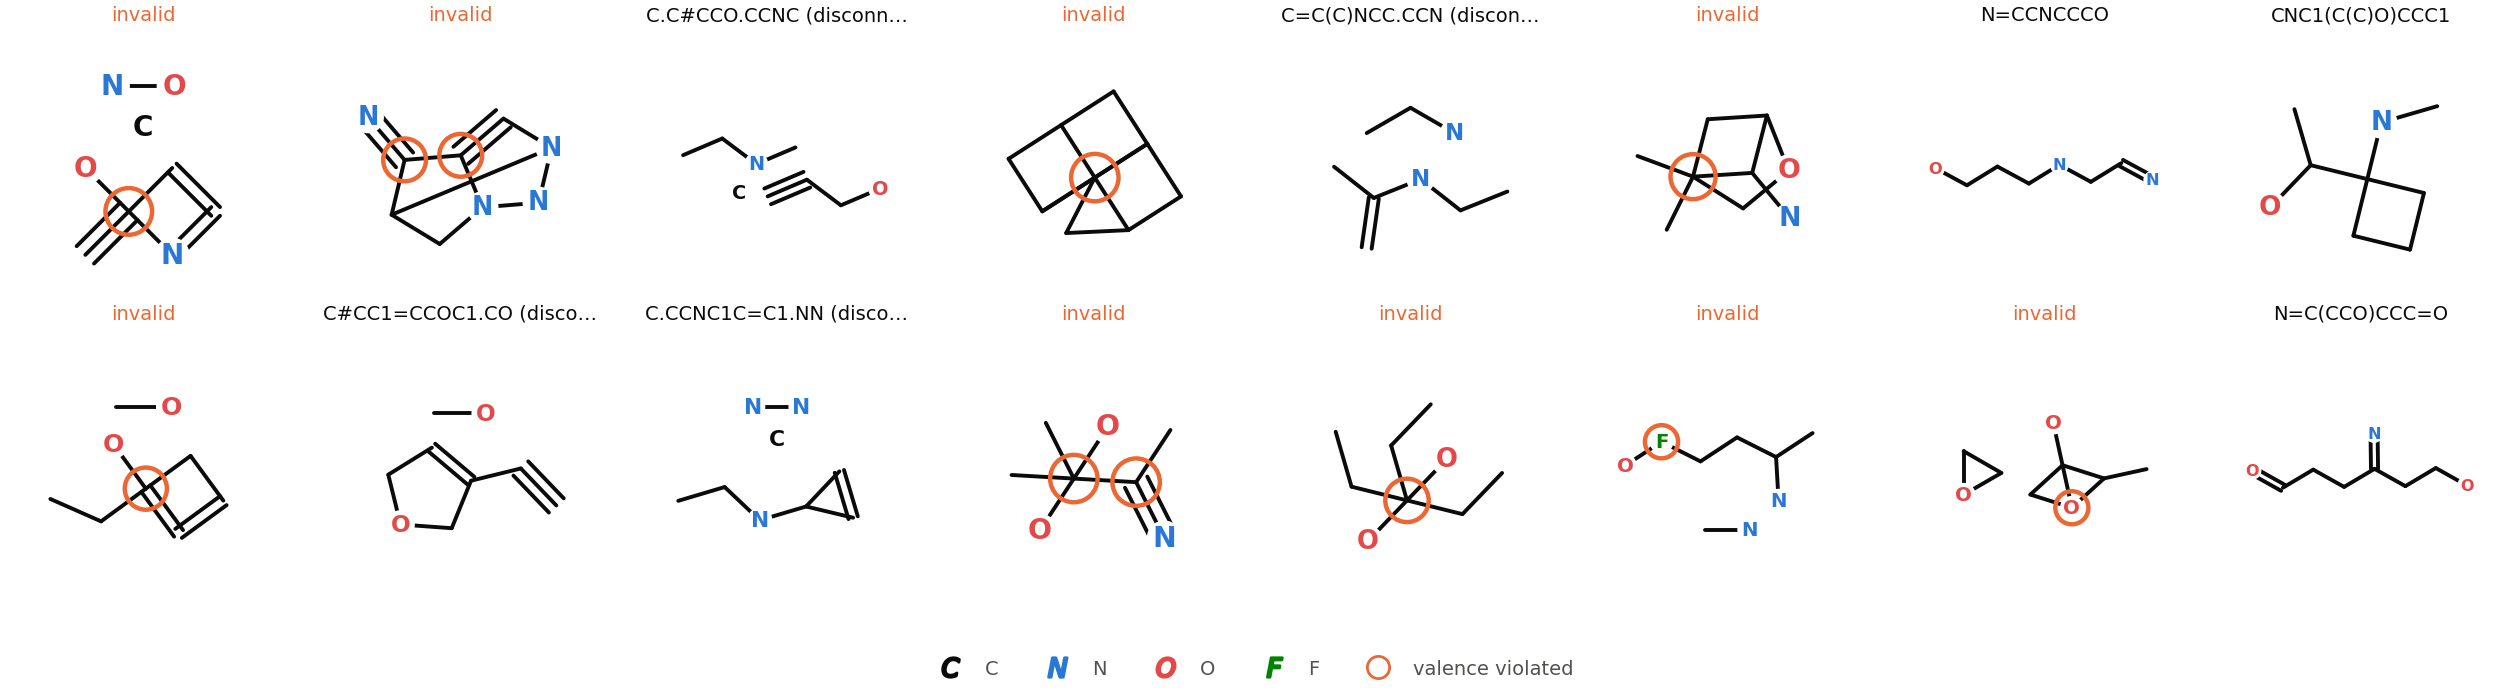 invalid
invalid
C.C#CCO.CCNC (disconn…
invalid
C=C(C)NCC.CCN (discon…
invalid
N=CCNCCCO
CNC1(C(C)O)CCC1
N O
C
O
N
N
N
N
N
N
C
O
N
N
O
N
O
N
N
N
O
invalid
C#CC1=CCOC1.CO (disco…
C.CCNC1C=C1.NN (disco…
invalid
invalid
invalid
invalid
N=C(CCO)CCC=O
O
O
O
O
N N
C
N
O
O
N
O
O
O
F
N
N
O
O
O
O
N
O
C C N N O O F F valence violated